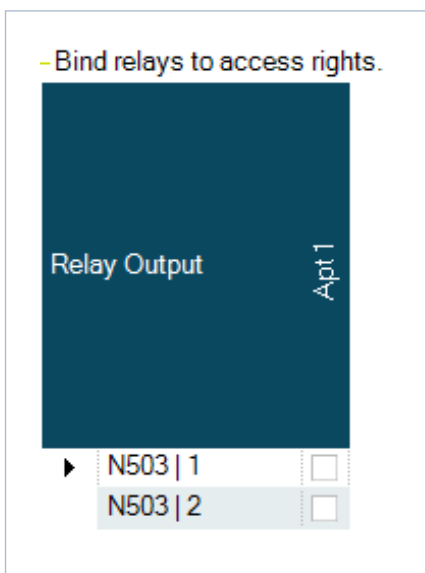 Bind relays to access rights.
Relay Output
Apt 1
N503 | 1
N503 | 2